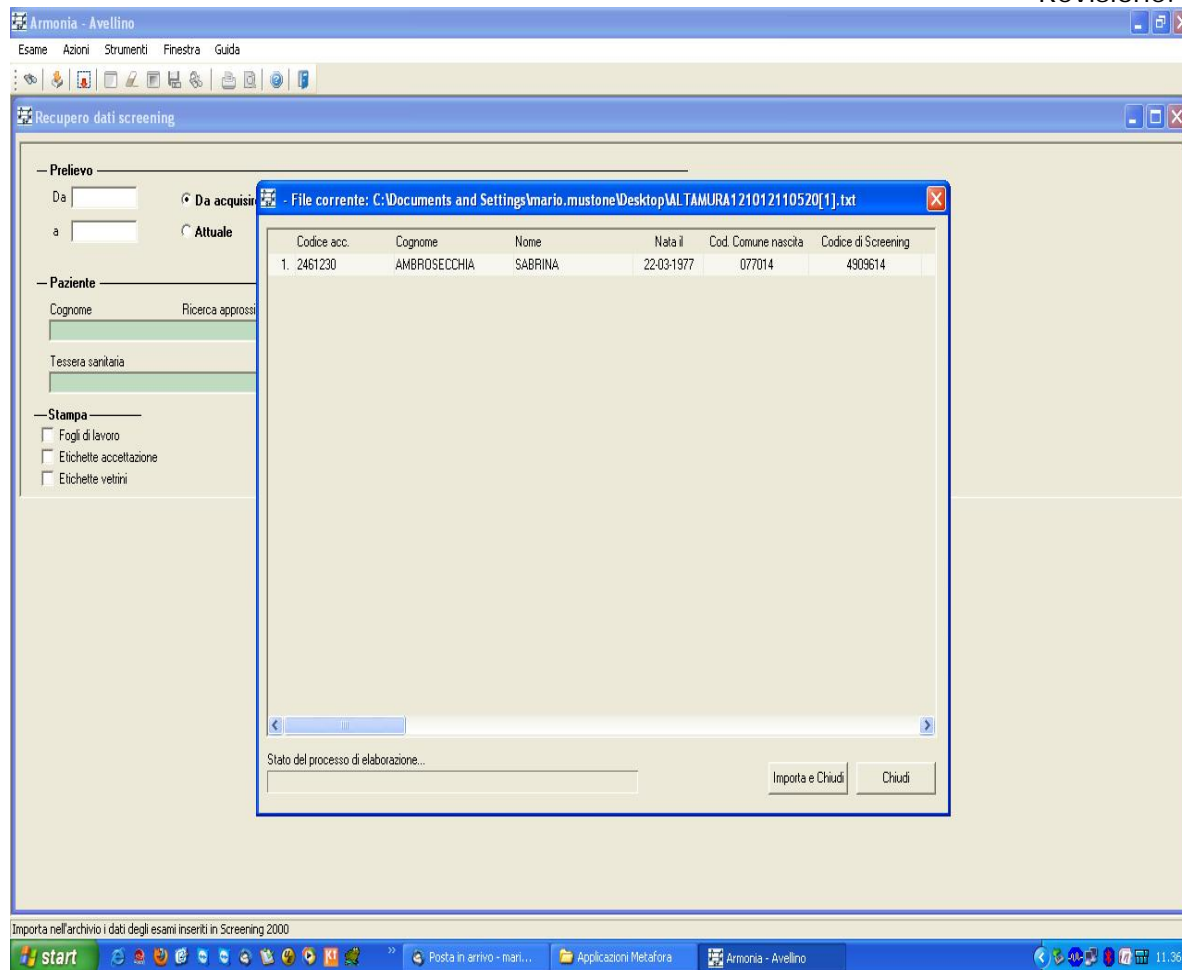 Revisione:
Armonia - Avellino
Esame Azioni Strumenti Finestra Guida
Recupero dati screening
Prelievo
Da
Da acquisire
a
Attuale
Paziente
Cognome Ricerca approssi
Tessera sanitaria
Stampa
Fogli di lavoro
Etichette accettazione
Etichette vetrini
- File corrente: C:\Documents and Settings\mario.mustone\Desktop\ALTAMURA121012110520[1].txt
Codice acc. Cognome Nome Nata il Cod. Comune nascita Codice di Screening
1. 2461230 AMBROSECCHIA SABRINA 22-03-1977 077014 4909614
Stato del processo di elaborazione...
Importa e Chiudi Chiudi
Importa nell'archivio i dati degli esami inseriti in Screening 2000
start Posta in arrivo - mari... Applicazioni Metafora Armonia - Avellino 11.36